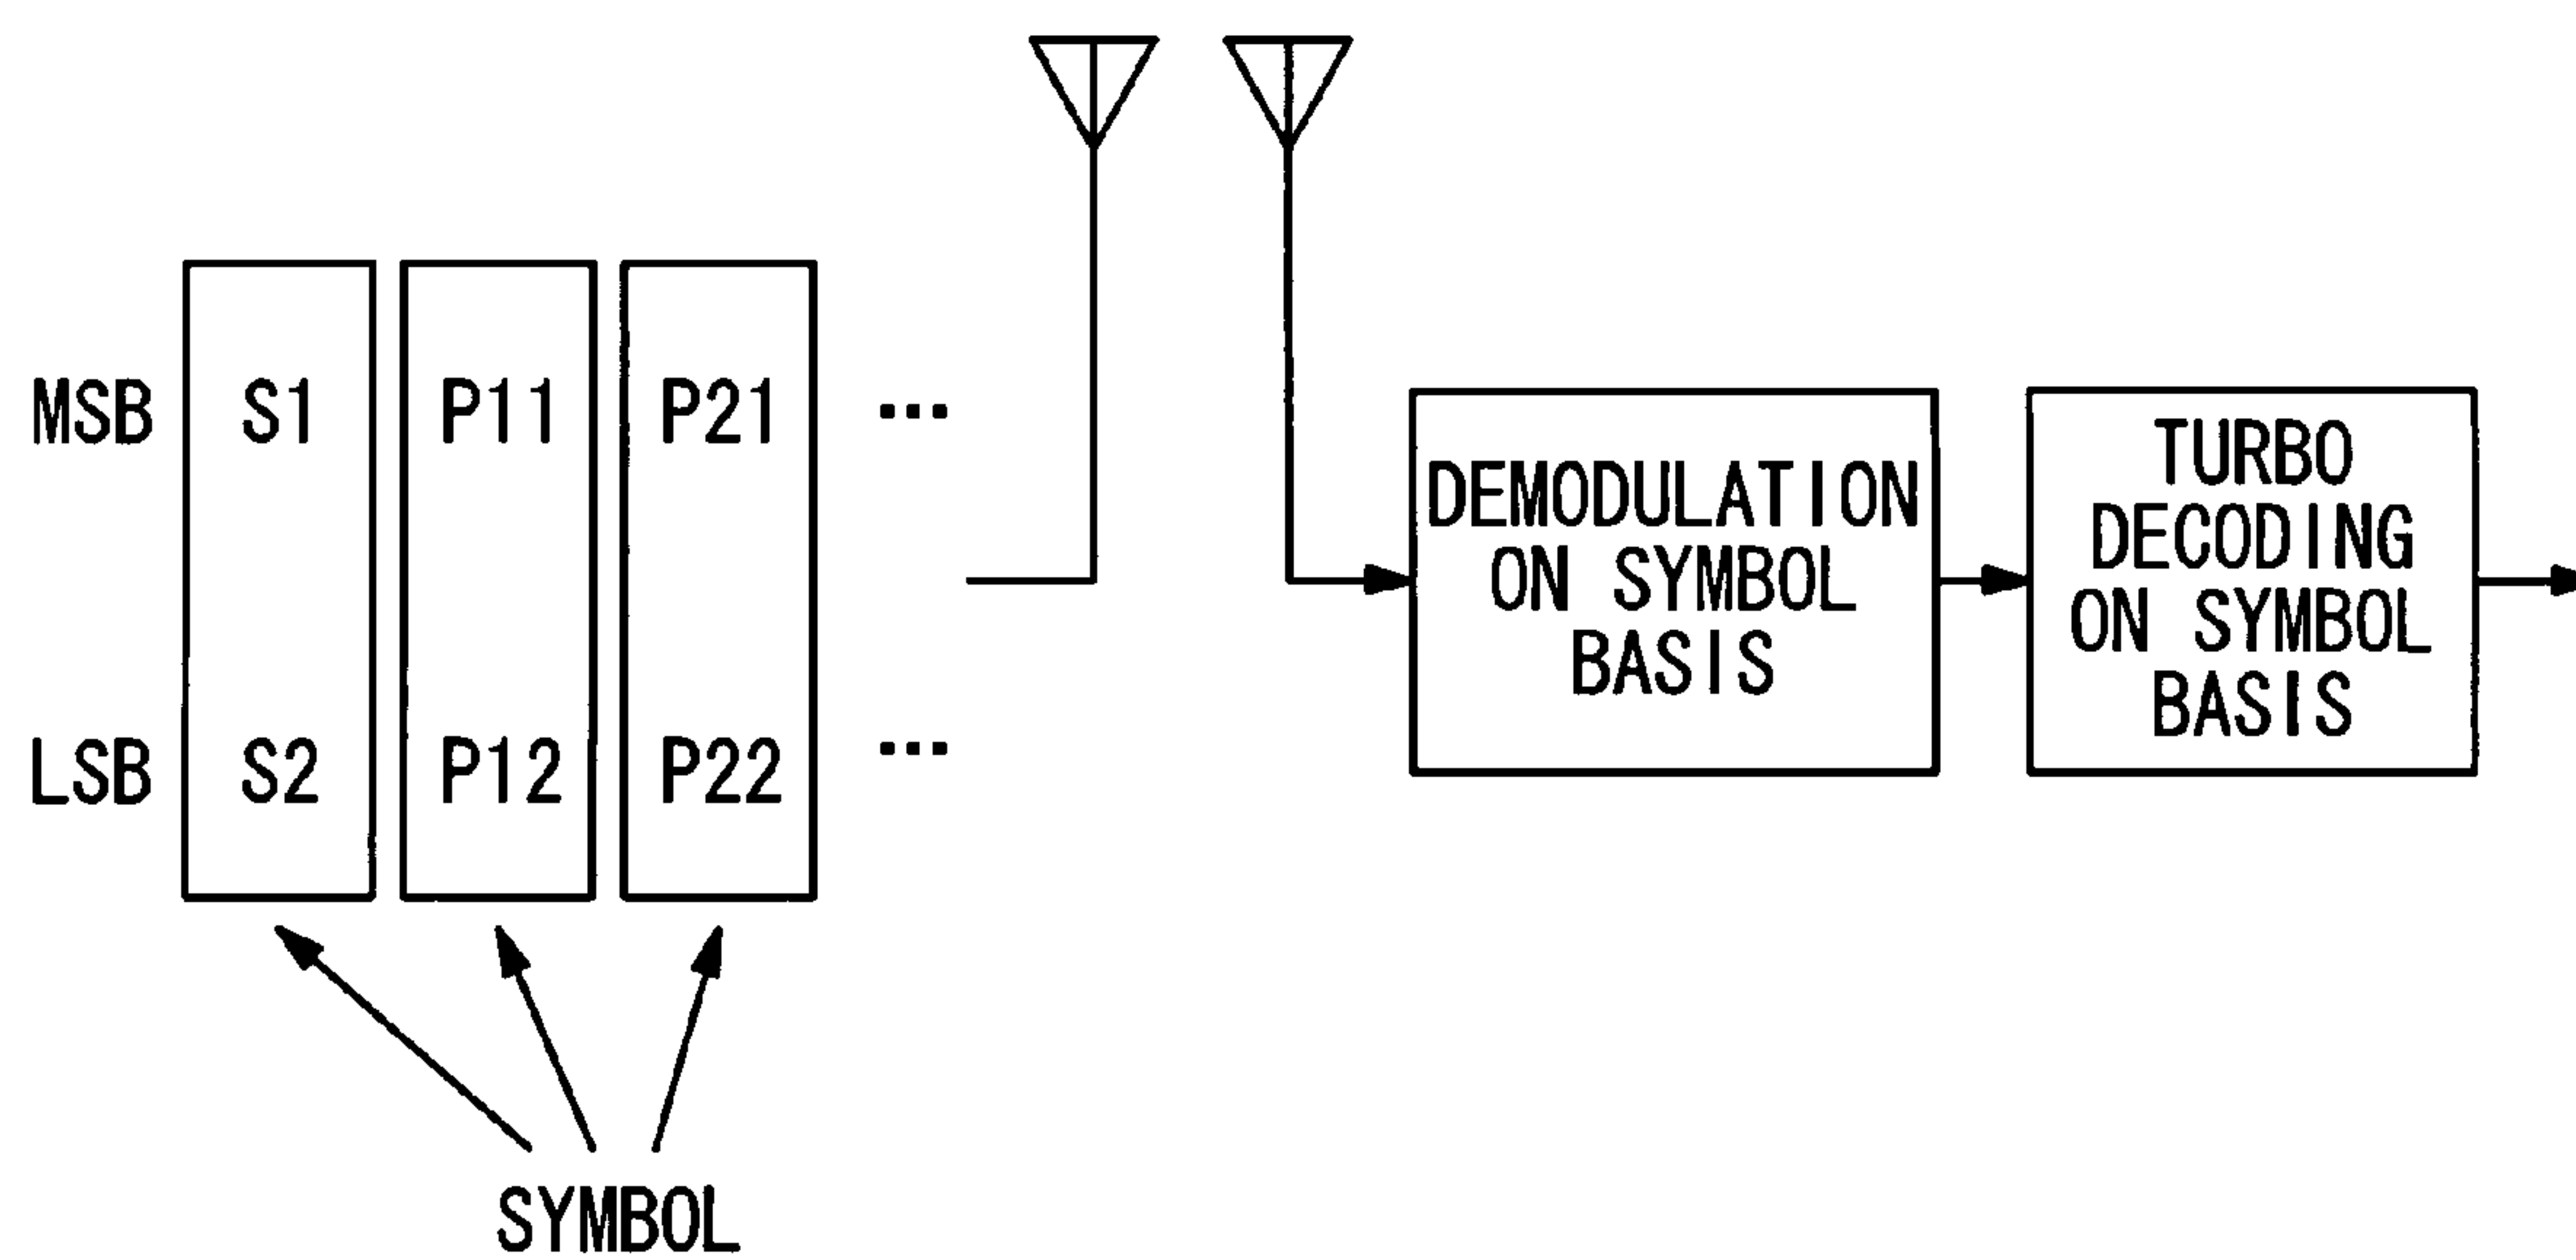 MSB S1 P11 P21 ...
LSB S2 P12 P22 ...
SYMBOL
DEMODULATION
ON SYMBOL
BASIS
TURBO
DECODING
ON SYMBOL
BASIS